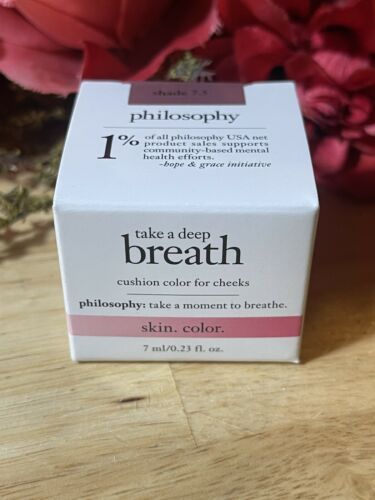 shade 7.5
philosophy
1% of all philosophy USA net
product sales supports
community-based mental
health efforts.
~hope & grace initiative
take a deep
breath
cushion color for cheeks
philosophy: take a moment to breathe.
skin. color.
7 ml/0.23 fl. oz.